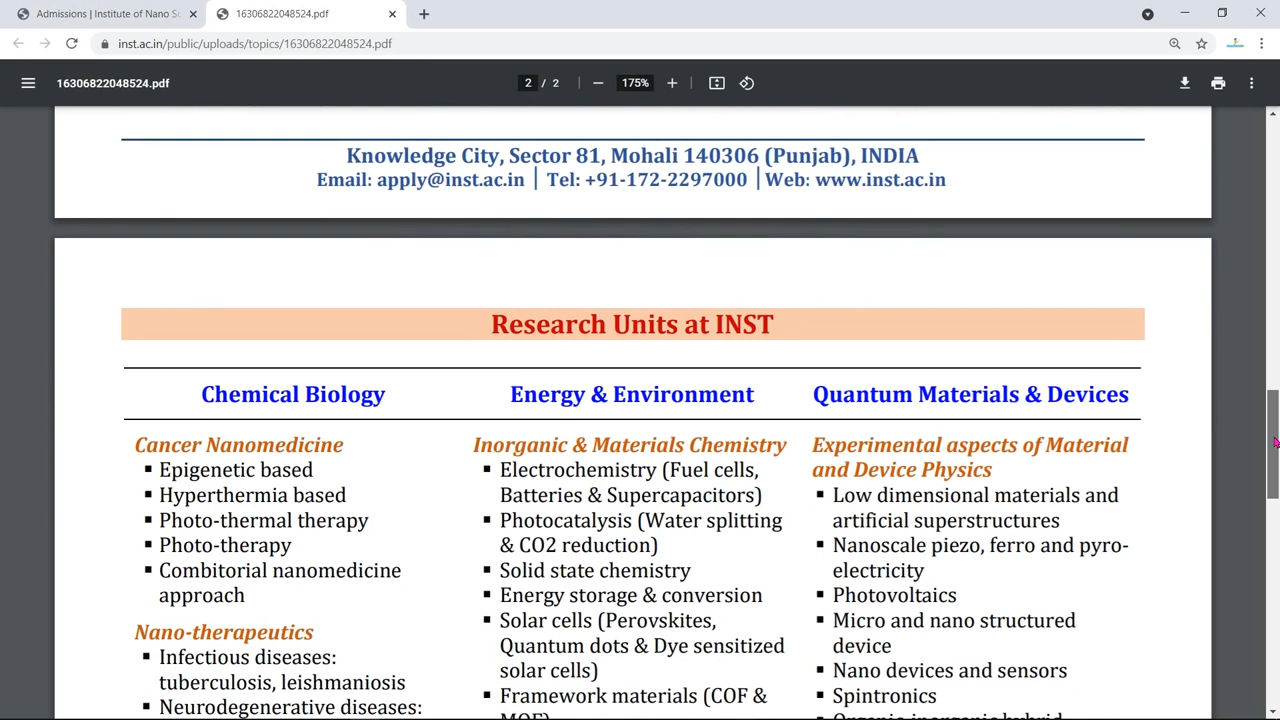 Admissions | Institute of Nano Sc
16306822048524.pdf
inst.ac.in/public/uploads/topics/16306822048524.pdf
16306822048524.pdf
2 / 2
175%
Knowledge City, Sector 81, Mohali 140306 (Punjab), INDIA
Email: apply@inst.ac.in | Tel: +91-172-2297000 | Web: www.inst.ac.in
Research Units at INST
Chemical Biology
Cancer Nanomedicine
▪ Epigenetic based
▪ Hyperthermia based
▪ Photo-thermal therapy
▪ Photo-therapy
▪ Combitorial nanomedicine
approach
Nano-therapeutics
▪ Infectious diseases:
tuberculosis, leishmaniosis
▪ Neurodegenerative diseases:
Energy & Environment
Inorganic & Materials Chemistry
▪ Electrochemistry (Fuel cells,
Batteries & Supercapacitors)
▪ Photocatalysis (Water splitting
& CO2 reduction)
▪ Solid state chemistry
▪ Energy storage & conversion
▪ Solar cells (Perovskites,
Quantum dots & Dye sensitized
solar cells)
▪ Framework materials (COF &
MOF)
Quantum Materials & Devices
Experimental aspects of Material
and Device Physics
▪ Low dimensional materials and
artificial superstructures
▪ Nanoscale piezo, ferro and pyro-
electricity
▪ Photovoltaics
▪ Micro and nano structured
device
▪ Nano devices and sensors
▪ Spintronics
▪ Organic inorganic hybrid